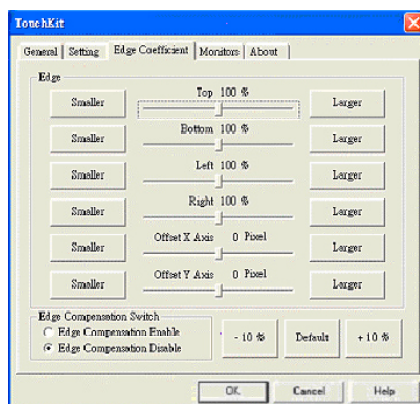 TouchKit
General Setting Edge Coefficient Monitors About
Edge
Smaller Top 100 % Larger
Smaller Bottom 100 % Larger
Smaller Left 100 % Larger
Smaller Right 100 % Larger
Smaller Offset X Axis 0 Pixel Larger
Smaller Offset Y Axis 0 Pixel Larger
Edge Compensation Switch
Edge Compensation Enable
Edge Compensation Disable
- 10 % Default + 10 %
OK Cancel Help